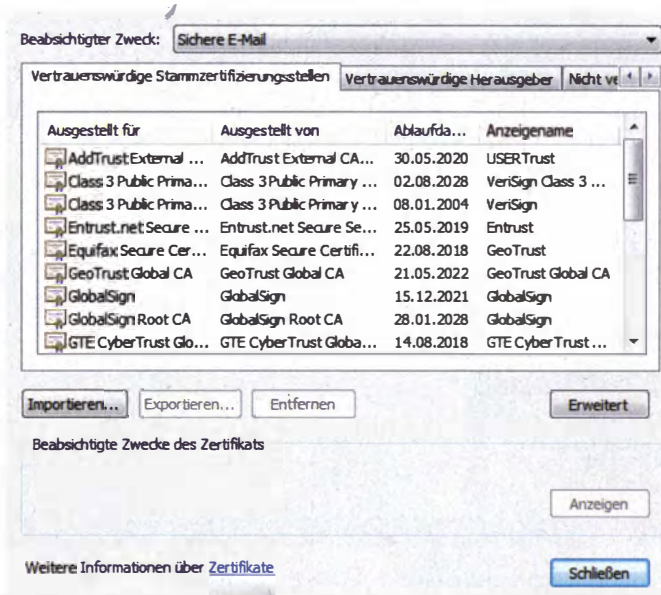 Beabsichtigter Zweck: Sichere E-Mail
Vertrauenswürdige Stammzertifizierungsstellen Vertrauenswürdige Herausgeber Nicht ve
Ausgestellt für Ausgestellt von Ablaufda... Anzeigename
AddTrust External ... AddTrust External CA... 30.05.2020 USERTrust
Class 3 Public Prima... Class 3 Public Primary ... 02.08.2028 VeriSign Class 3 ...
Class 3 Public Prima... Class 3 Public Primary ... 08.01.2004 VeriSign
Entrust.net Secure ... Entrust.net Secure Se... 25.05.2019 Entrust
Equifax Secure Cer... Equifax Secure Certifi... 22.08.2018 GeoTrust
GeoTrust Global CA GeoTrust Global CA 21.05.2022 GeoTrust Global CA
GlobalSign GlobalSign 15.12.2021 GlobalSign
GlobalSign Root CA GlobalSign Root CA 28.01.2028 GlobalSign
GTE CyberTrust Glo... GTE CyberTrust Globa... 14.08.2018 GTE CyberTrust ...
Importieren... Exportieren... Entfernen Erweitert
Beabsichtigte Zwecke des Zertifikats
Anzeigen
Weitere Informationen über Zertifikate
Schließen